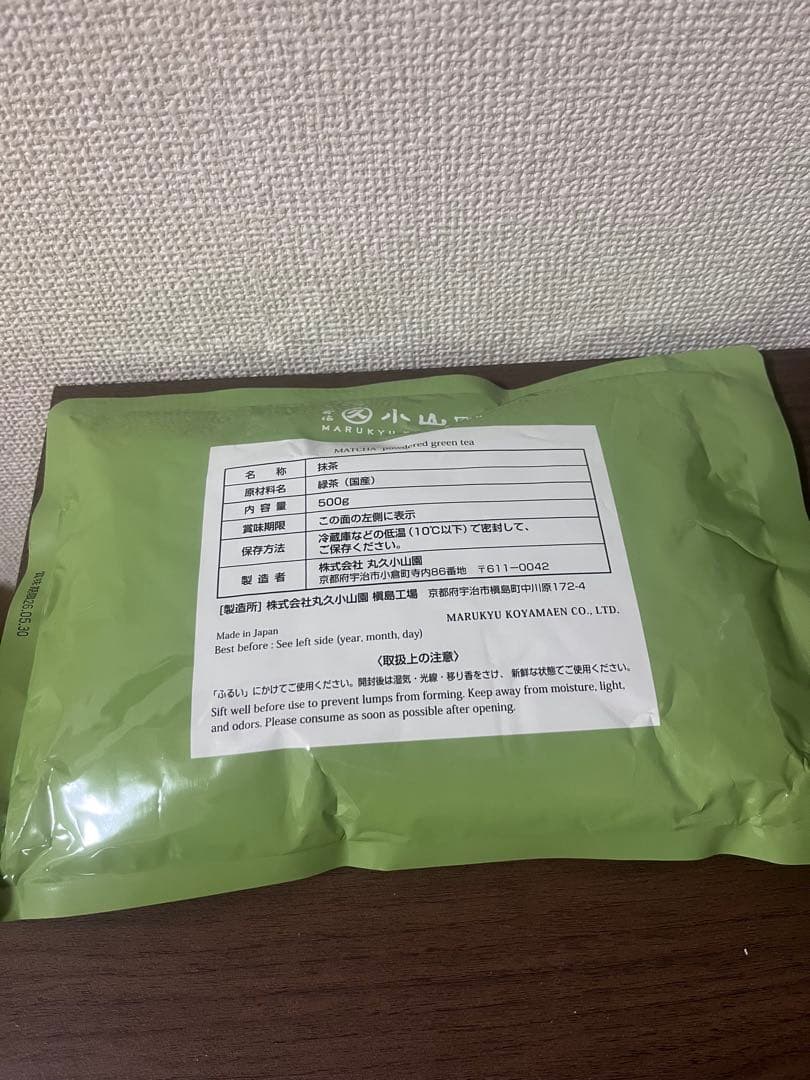 久 小山
MARUKYU
MATCHA powdered green tea
名 称 抹茶
原材料名 緑茶（国産）
内容量 500g
賞味期限 この面の左側に表示
保存方法 冷蔵庫などの低温（10℃以下）で密封して、
ご保存ください。
製造者 株式会社 丸久小山園
京都府宇治市小倉町寺内86番地 〒611-0042
［製造所］株式会社丸久小山園 槇島工場 京都府宇治市槇島町中川原172-4
MARUKYU KOYAMAEN CO., LTD.
Made in Japan
Best before : See left side (year, month, day)
〈取扱上の注意〉
「ふるい」にかけてご使用ください。開封後は湿気・光線・移り香をさけ、新鮮な状態でご使用ください。
Sift well before use to prevent lumps from forming. Keep away from moisture, light,
and odors. Please consume as soon as possible after opening.
賞味期限26.05.30